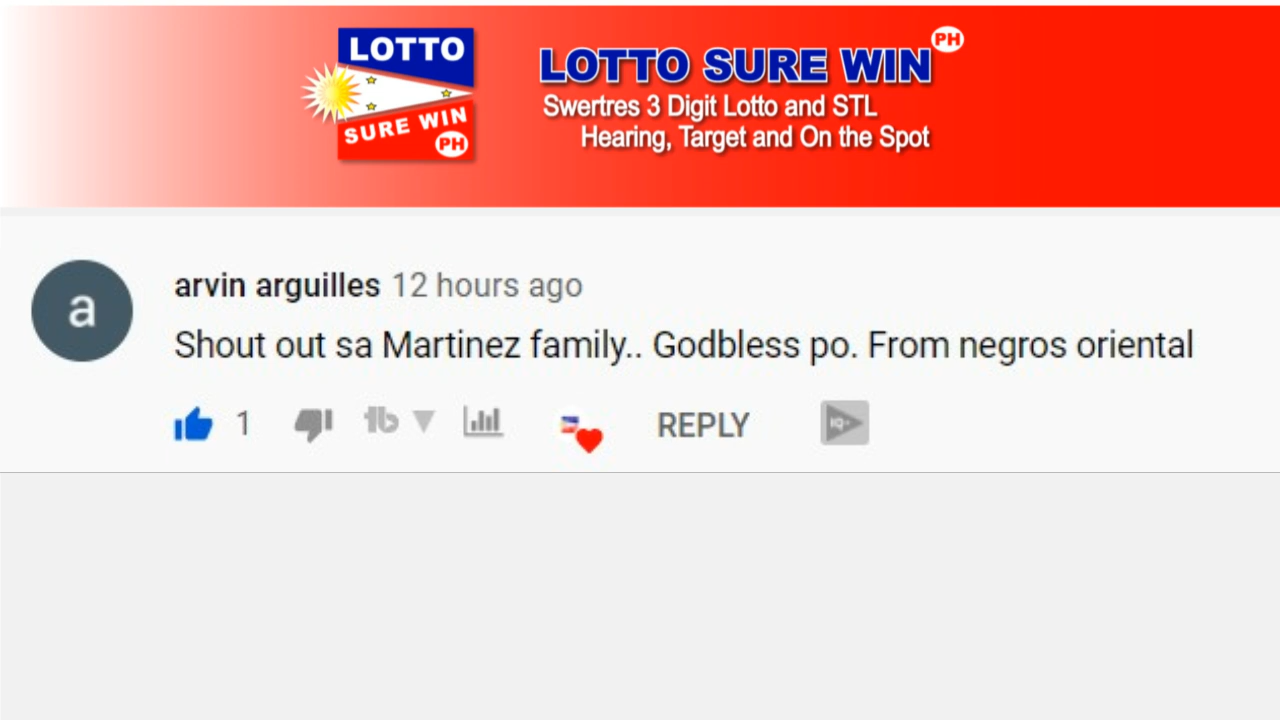 LOTTO
SURE WIN
PH
LOTTO SURE WIN PH
Swertres 3 Digit Lotto and STL
Hearing, Target and On the Spot
a
arvin arguilles 12 hours ago
Shout out sa Martinez family.. Godbless po. From negros oriental
1 REPLY